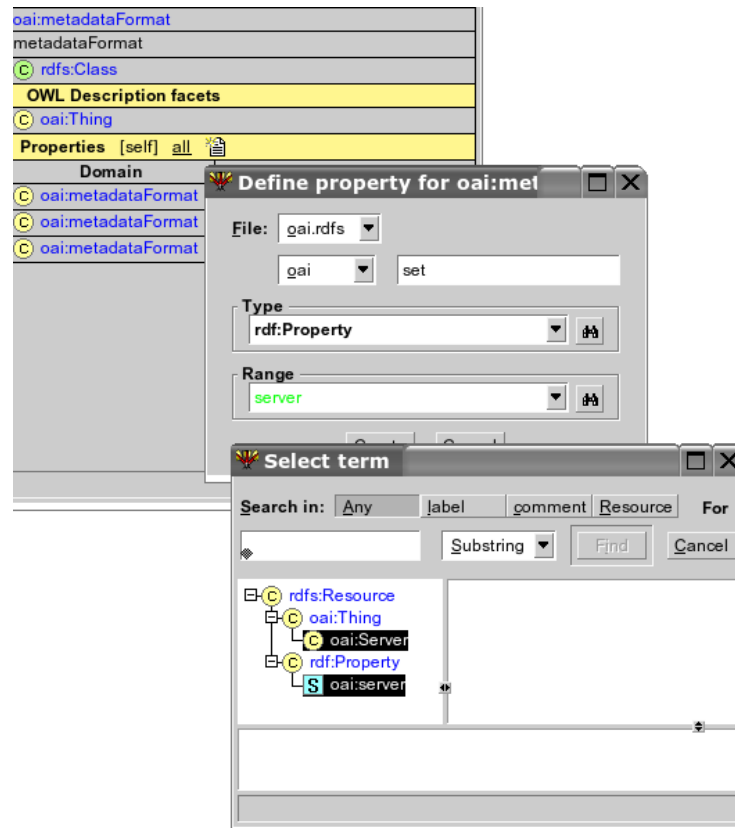 oai:metadataFormat
metadataFormat
C rdfs:Class
OWL Description facets
C oai:Thing
Properties [self] all
Domain
C oai:metadataFormat
C oai:metadataFormat
C oai:metadataFormat
Define property for oai:met
File: oai.rdfs
oai set
Type
rdf:Property
Range
server
Select term
Search in: Any label comment Resource For
Substring Find Cancel
C rdfs:Resource
C oai:Thing
C oai:Server
C rdf:Property
S oai:server